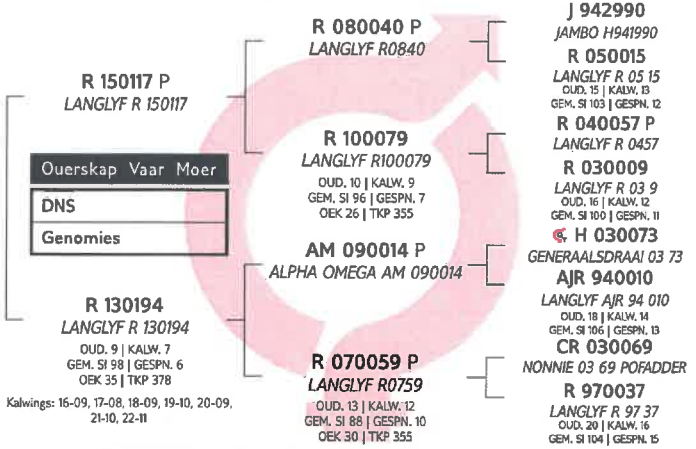 R 150117 P
LANGLYF R 150117
Ouerskap Vaar Moer
DNS
Genomies
R 130194
LANGLYF R 130194
OUD. 9 | KALW. 7
GEM. SI 98 | GESPN. 6
OEK 35 | TKP 378
Kalwings: 16-09, 17-08, 18-09, 19-10, 20-09,
21-10, 22-11
R 080040 P
LANGLYF R0840
R 100079
LANGLYF R100079
OUD. 10 | KALW. 9
GEM. SI 96 | GESPN. 7
OEK 26 | TKP 355
AM 090014 P
ALPHA OMEGA AM 090014
R 070059 P
LANGLYF R0759
OUD. 13 | KALW. 12
GEM. SI 88 | GESPN. 10
OEK 30 | TKP 355
J 942990
JAMBO H941990
R 050015
LANGLYF R 05 15
OUD. 15 | KALW. 13
GEM. SI 103 | GESPN. 12
R 040057 P
LANGLYF R 0457
R 030009
LANGLYF R 03 9
OUD. 16 | KALW. 12
GEM. SI 100 | GESPN. 11
H 030073
GENERAALSDRAAI 03 73
AJR 940010
LANGLYF AJR 94 010
OUD. 18 | KALW. 14
GEM. SI 106 | GESPN. 13
CR 030069
NONNIE 03 69 POFADDER
R 970037
LANGLYF R 97 37
OUD. 20 | KALW. 16
GEM. SI 104 | GESPN. 15